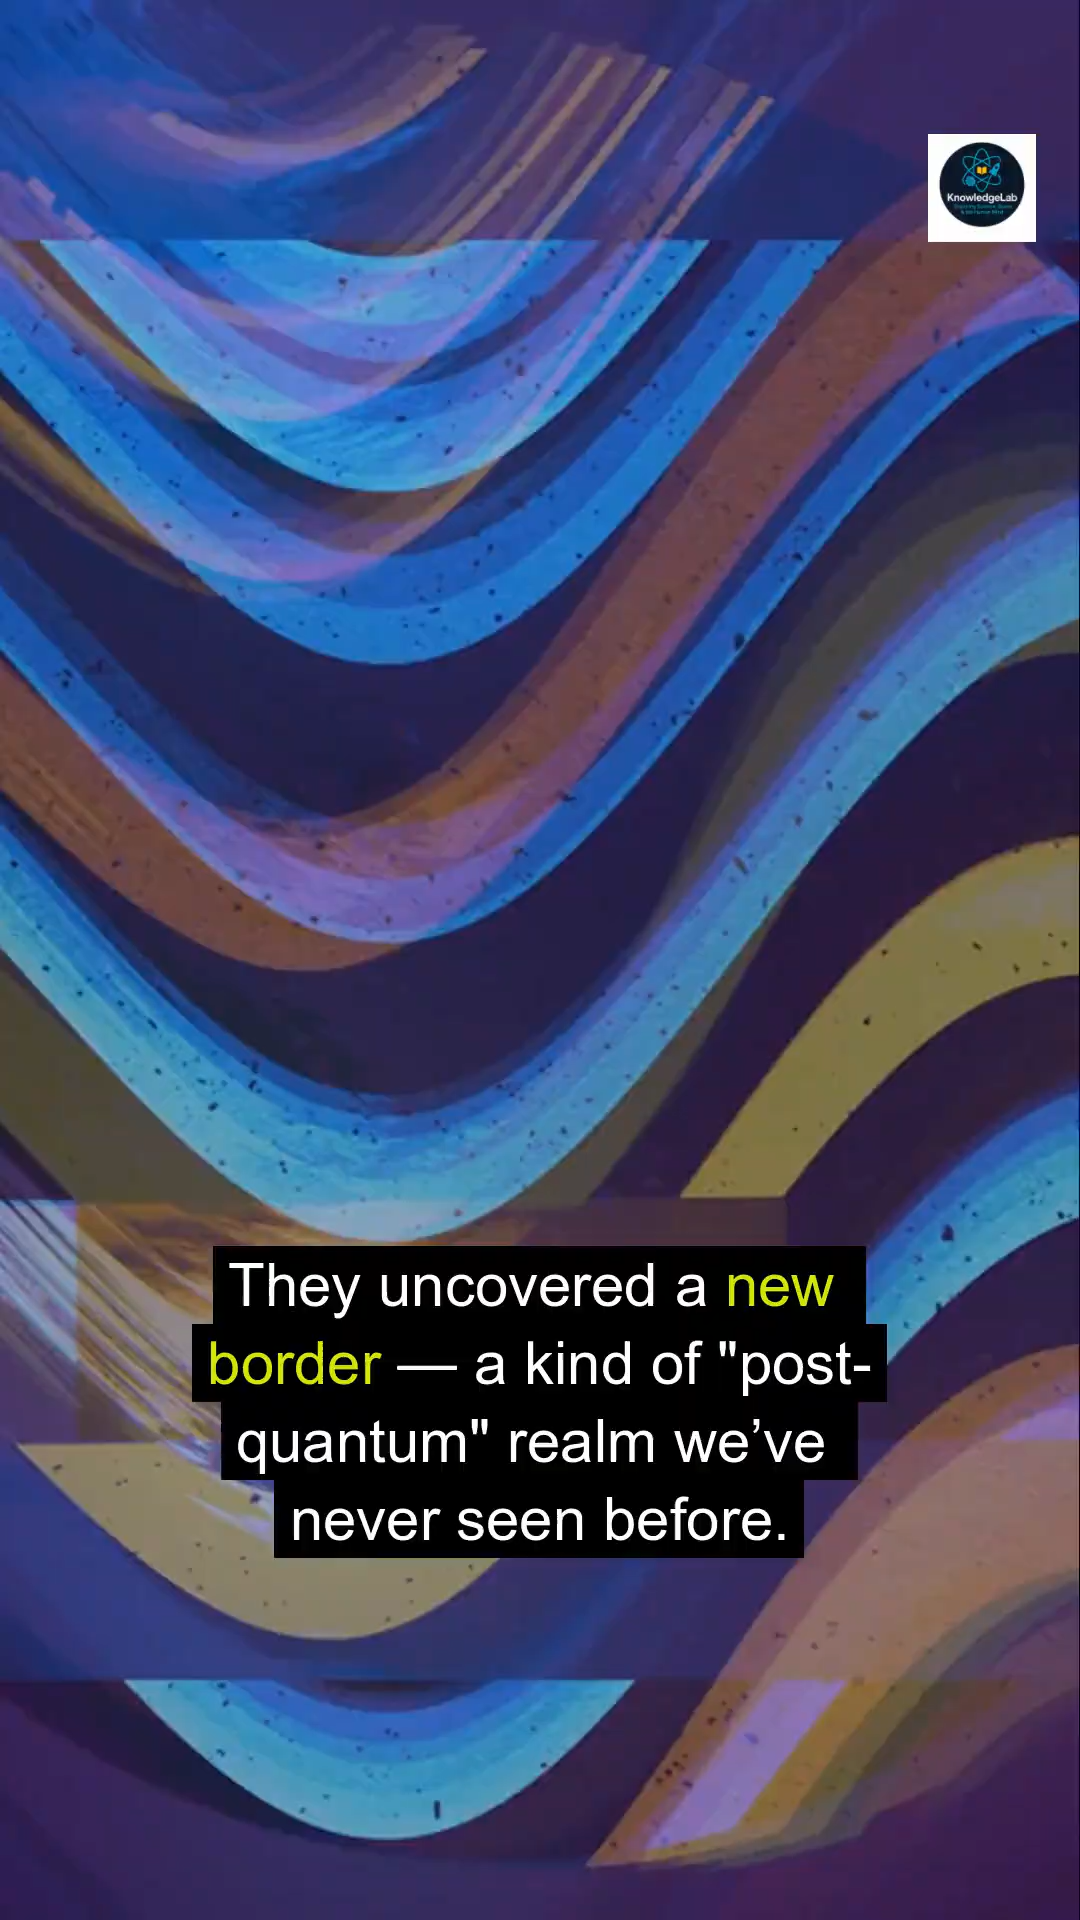 KnowledgeLab
They uncovered a new
border — a kind of "post-
quantum" realm we’ve
never seen before.